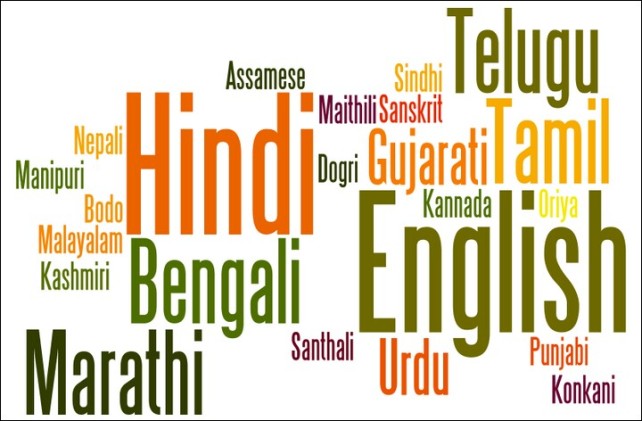 Telugu
Assamese
Sindhi
Hindi
Maithili
Sanskrit
Tamil
Nepali
Gujarati
Manipuri
Dogri
Bodo
Kannada
Oriya
English
Malayalam
Bengali
Kashmiri
Marathi
Santhali
Urdu
Punjabi
Konkani